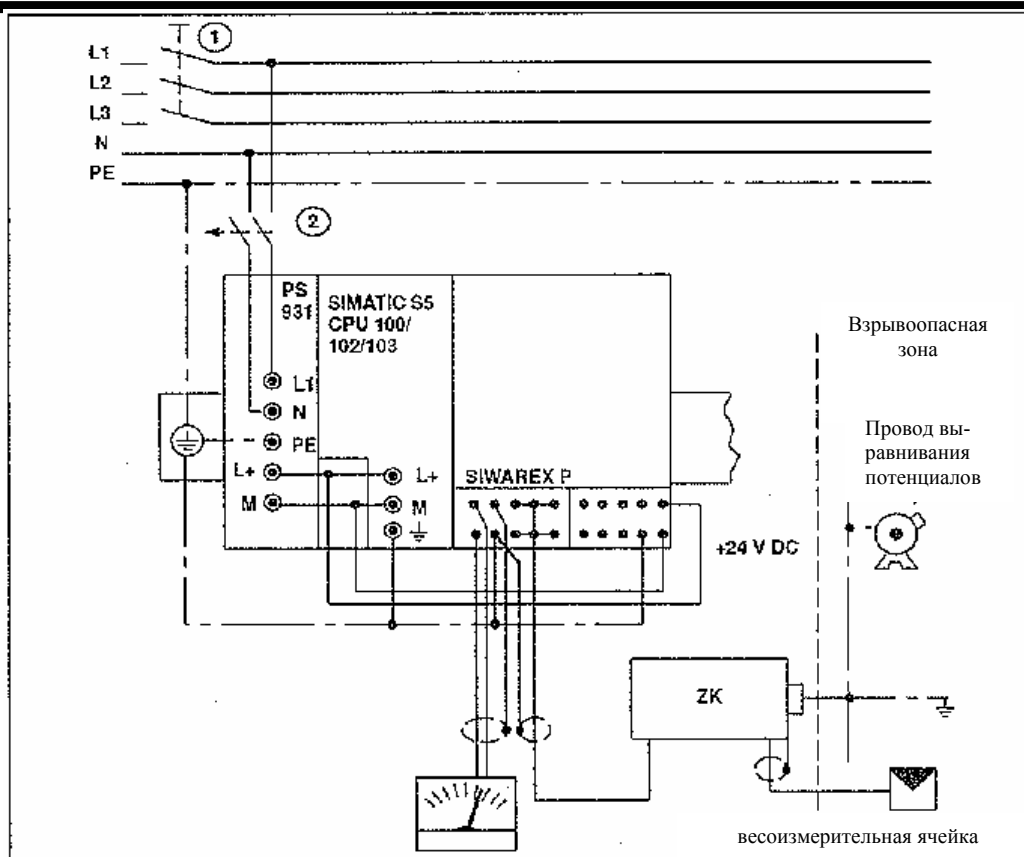 1
L1
L2
L3
N
PE
2
PS
931
SIMATIC S5
CPU 100/
102/103
L1
N
PE
L+
M
L+
M
SIWAREX P
+24 V DC
Взрывоопасная
зона
Провод вы-
равнивания
потенциалов
ZK
весоизмерительная ячейка